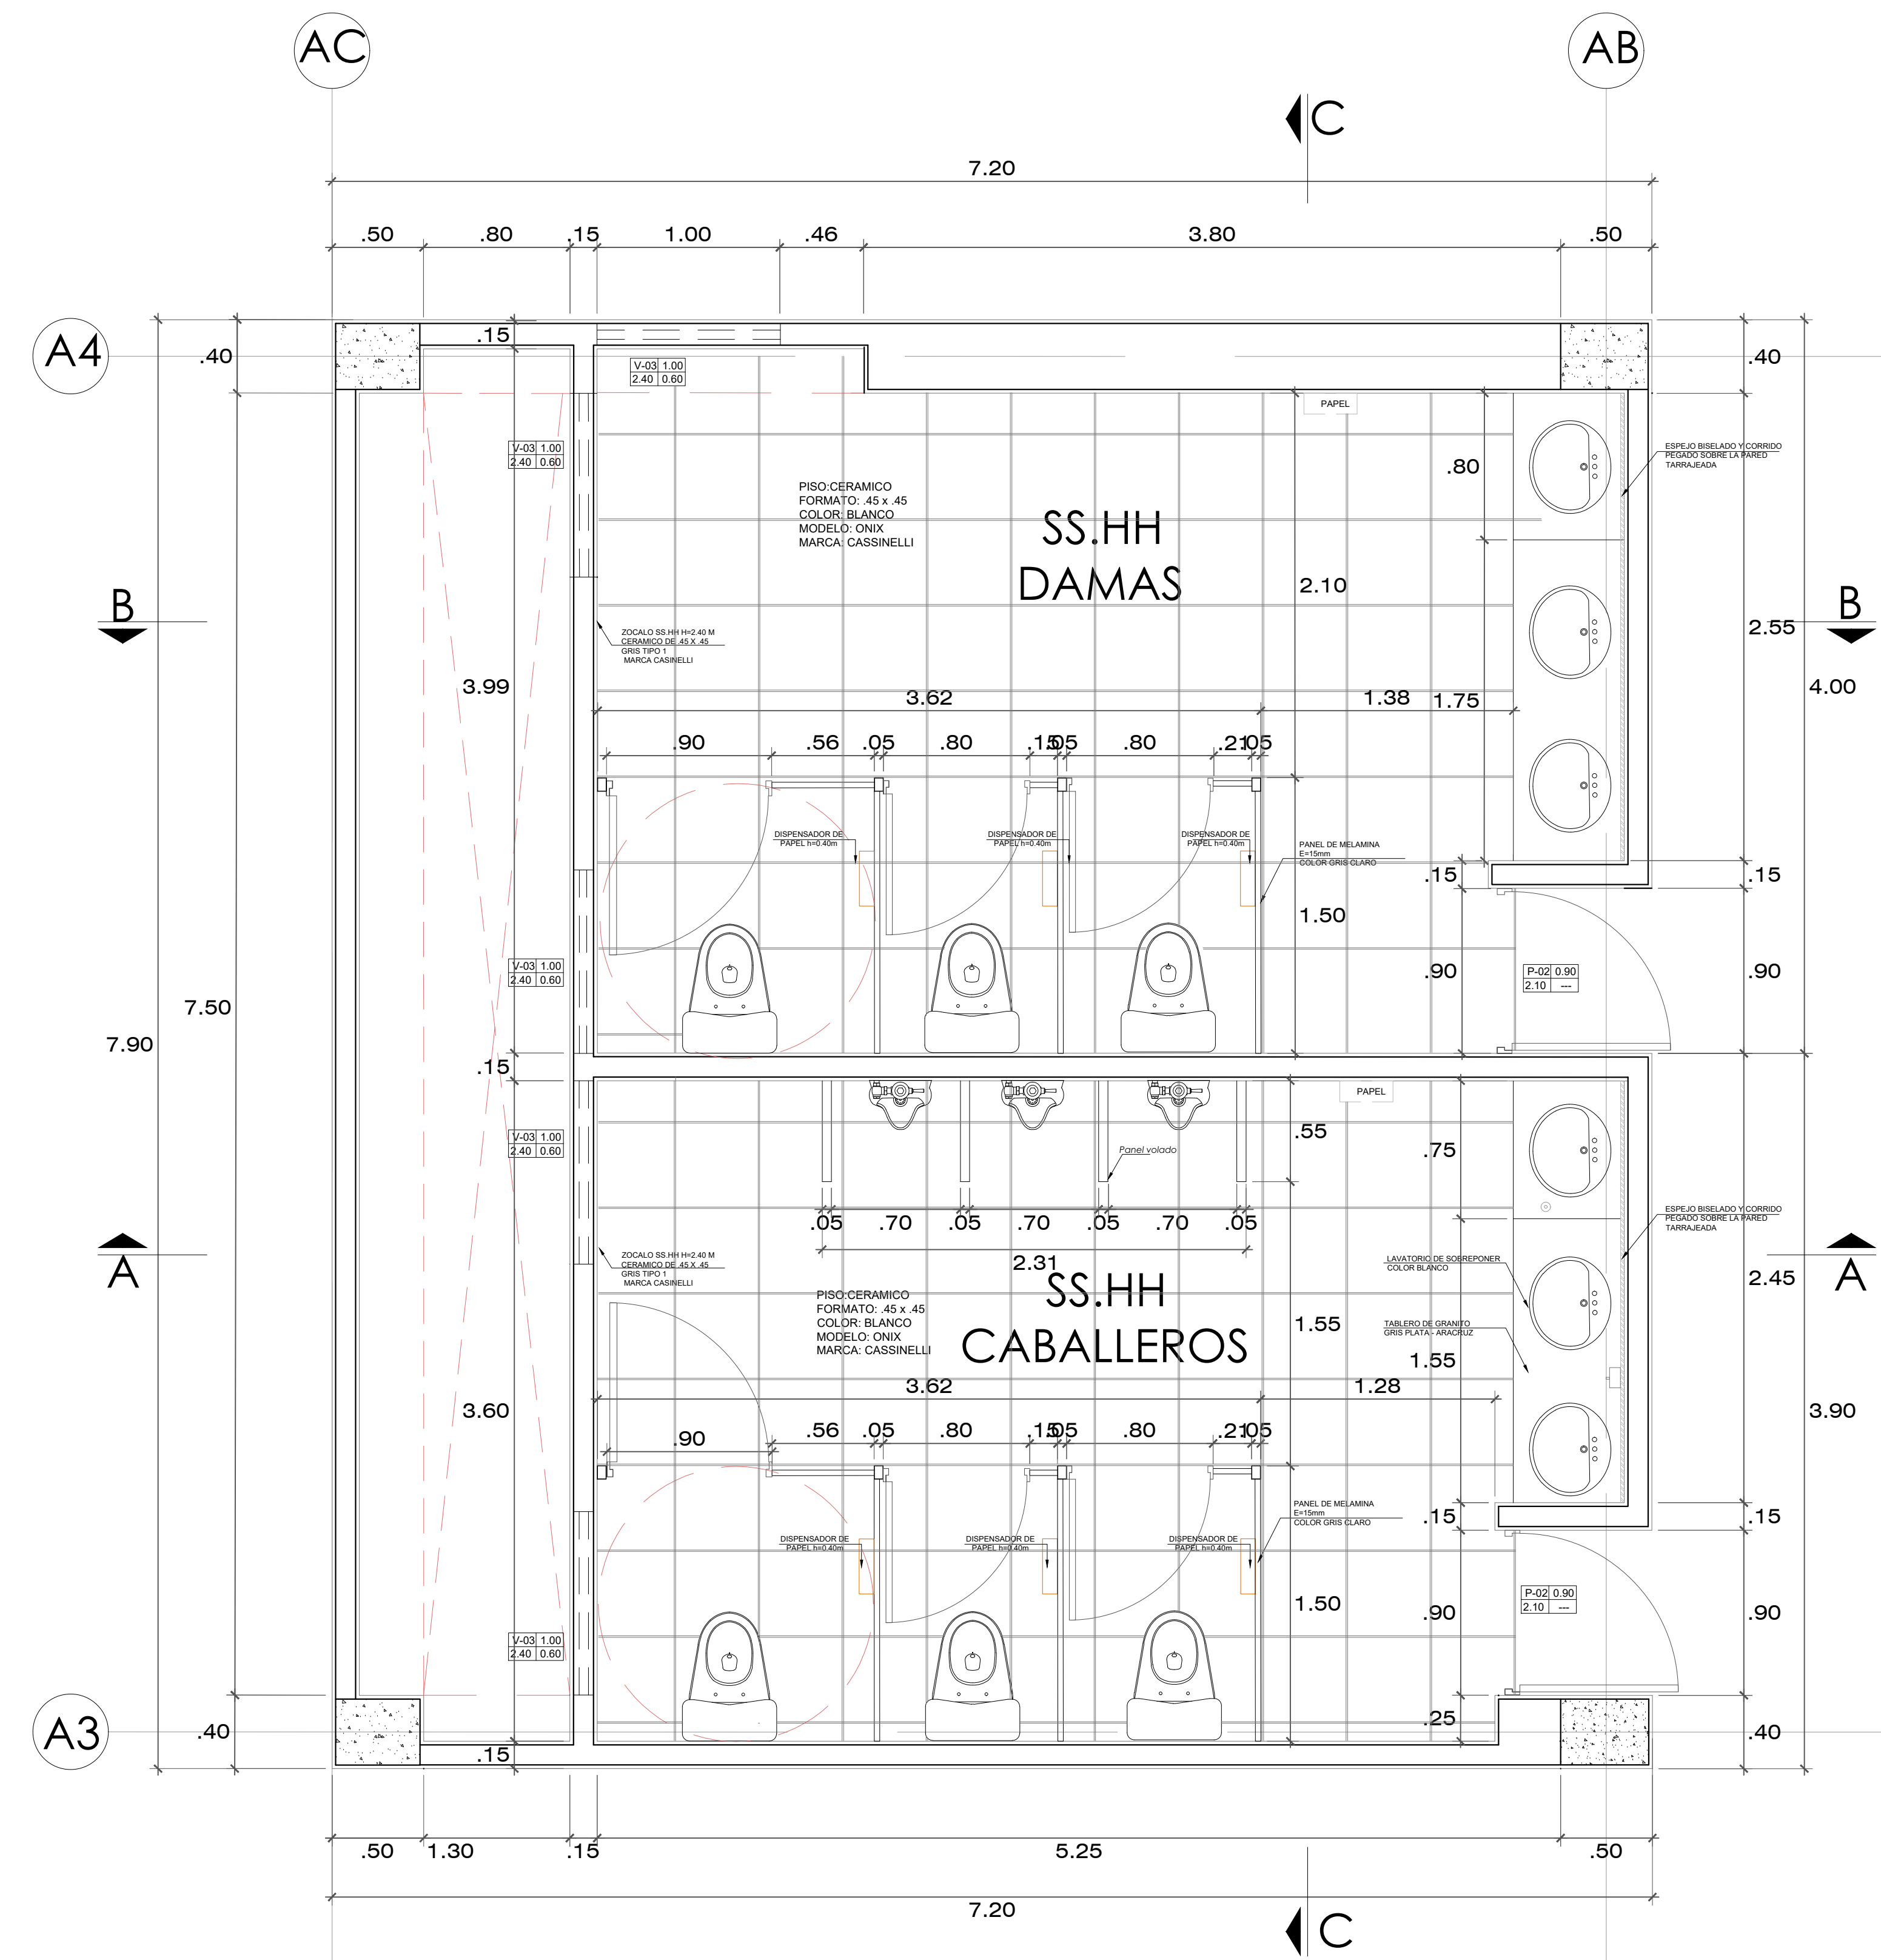 AC
AB
C
7.20
.50
.80
.15
1.00
.46
3.80
.50
A4
.40
.15
.40
V-03 1.00
2.40 0.60
PAPEL
V-03 1.00
2.40 0.60
.80
ESPEJO BISELADO Y CORRIDO
PEGADO SOBRE LA PARED
TARRAJEADA
PISO:CERAMICO
FORMATO: .45 x .45
COLOR: BLANCO
MODELO: ONIX
MARCA: CASSINELLI
SS.HH
DAMAS
2.10
B
B
2.55
ZOCALO SS.HH H=2.40 M
CERAMICO DE .45 X .45
GRIS TIPO 1
MARCA CASINELLI
3.99
3.62
1.38
1.75
4.00
.90
.56
.05
.80
.15
.05
.80
.21
.05
DISPENSADOR DE
PAPEL h=0.40m
DISPENSADOR DE
PAPEL h=0.40m
DISPENSADOR DE
PAPEL h=0.40m
PANEL DE MELAMINA
E=15mm
COLOR GRIS CLARO
.15
.15
1.50
V-03 1.00
2.40 0.60
.90
P-02 0.90
2.10 ---
.90
7.50
7.90
.15
PAPEL
V-03 1.00
2.40 0.60
.55
.75
Panel volado
.05
.70
.05
.70
.05
.70
.05
2.31
ESPEJO BISELADO Y CORRIDO
PEGADO SOBRE LA PARED
TARRAJEADA
A
A
ZOCALO SS.HH H=2.40 M
CERAMICO DE .45 X .45
GRIS TIPO 1
MARCA CASINELLI
LAVATORIO DE SOBREPONER
COLOR BLANCO
2.45
PISO:CERAMICO
FORMATO: .45 x .45
COLOR: BLANCO
MODELO: ONIX
MARCA: CASSINELLI
SS.HH
CABALLEROS
1.55
TABLERO DE GRANITO
GRIS PLATA - ARACRUZ
1.55
3.62
1.28
3.60
3.90
.90
.56
.05
.80
.15
.05
.80
.21
.05
DISPENSADOR DE
PAPEL h=0.40m
DISPENSADOR DE
PAPEL h=0.40m
DISPENSADOR DE
PAPEL h=0.40m
PANEL DE MELAMINA
E=15mm
COLOR GRIS CLARO
.15
.15
1.50
.90
P-02 0.90
2.10 ---
.90
V-03 1.00
2.40 0.60
A3
.40
.15
.25
.40
.50
1.30
.15
5.25
.50
7.20
C